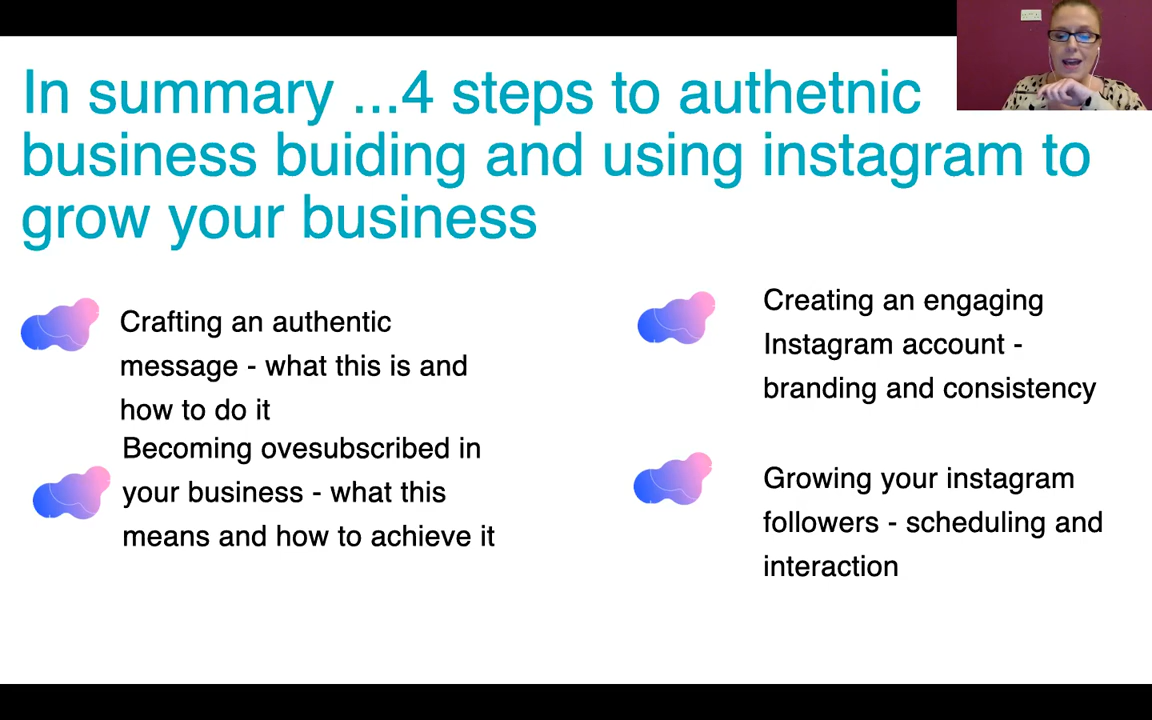 In summary ...4 steps to authetnic
business buiding and using instagram to
grow your business
Crafting an authentic
message - what this is and
how to do it
Becoming ovesubscribed in
your business - what this
means and how to achieve it
Creating an engaging
Instagram account -
branding and consistency
Growing your instagram
followers - scheduling and
interaction